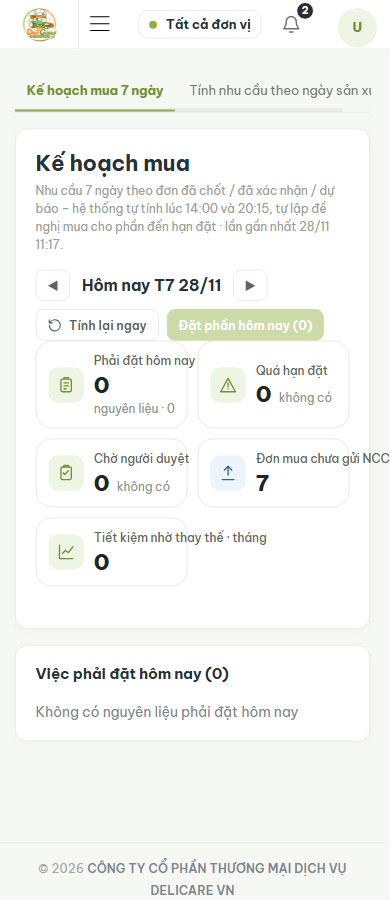 Tất cả đơn vị
2
U
Kế hoạch mua 7 ngày
Tính nhu cầu theo ngày sản xu
Kế hoạch mua
Nhu cầu 7 ngày theo đơn đã chốt / đã xác nhận / dự
báo – hệ thống tự tính lúc 14:00 và 20:15, tự lập đề
nghị mua cho phần đến hạn đặt · lần gần nhất 28/11
11:17.
Hôm nay T7 28/11
Tính lại ngay
Đặt phần hôm nay (0)
Phải đặt hôm nay
0
nguyên liệu · 0
Quá hạn đặt
0 không có
Chờ người duyệt
0 không có
Đơn mua chưa gửi NCC
7
Tiết kiệm nhờ thay thế · tháng
0
Việc phải đặt hôm nay (0)
Không có nguyên liệu phải đặt hôm nay
© 2026 CÔNG TY CỔ PHẦN THƯƠNG MẠI DỊCH VỤ
DELICARE VN